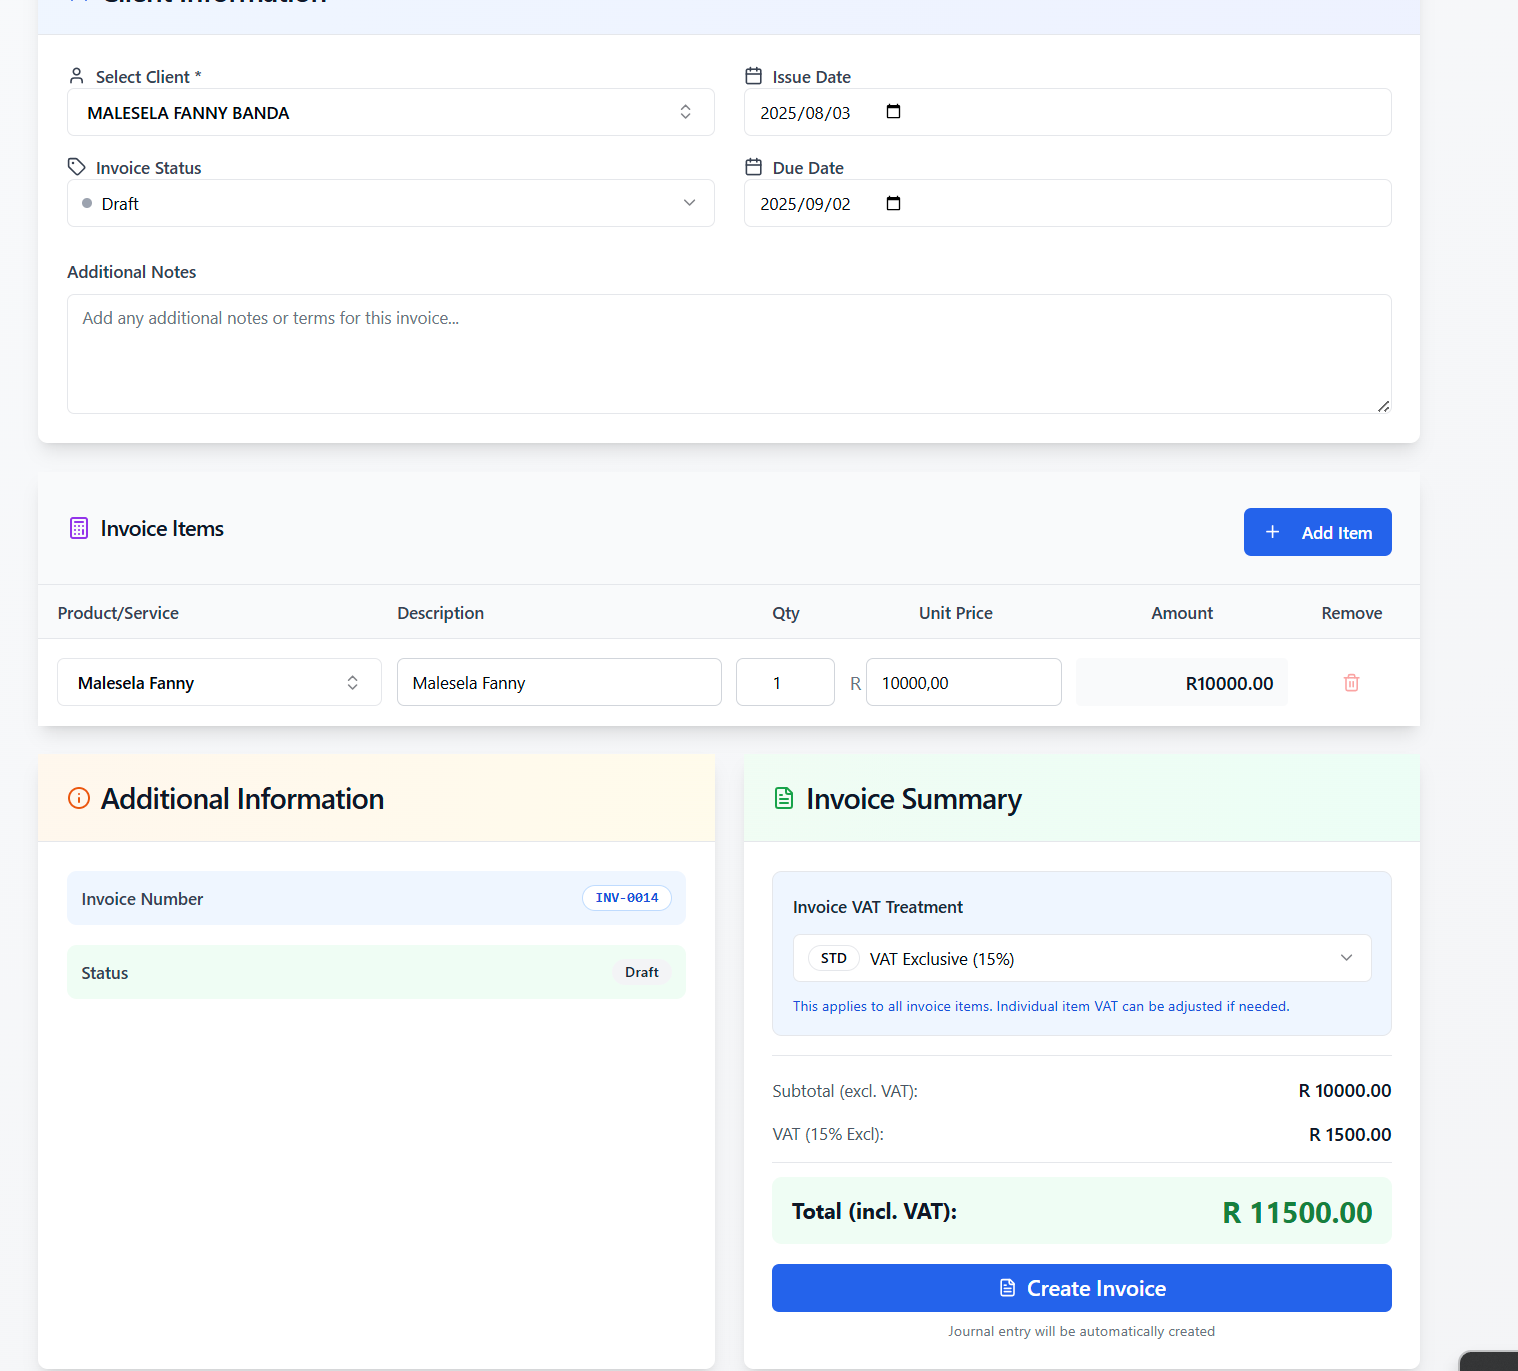 Client Information
Select Client *
MALESELA FANNY BANDA
Issue Date
2025/08/03
Invoice Status
Draft
Due Date
2025/09/02
Additional Notes
Add any additional notes or terms for this invoice...
Invoice Items
Add Item
Product/Service Description Qty Unit Price Amount Remove
Malesela Fanny Malesela Fanny 1 R 10000,00 R10000.00
Additional Information
Invoice Number INV-0014
Status Draft
Invoice Summary
Invoice VAT Treatment
STD VAT Exclusive (15%)
This applies to all invoice items. Individual item VAT can be adjusted if needed.
Subtotal (excl. VAT): R 10000.00
VAT (15% Excl): R 1500.00
Total (incl. VAT): R 11500.00
Create Invoice
Journal entry will be automatically created